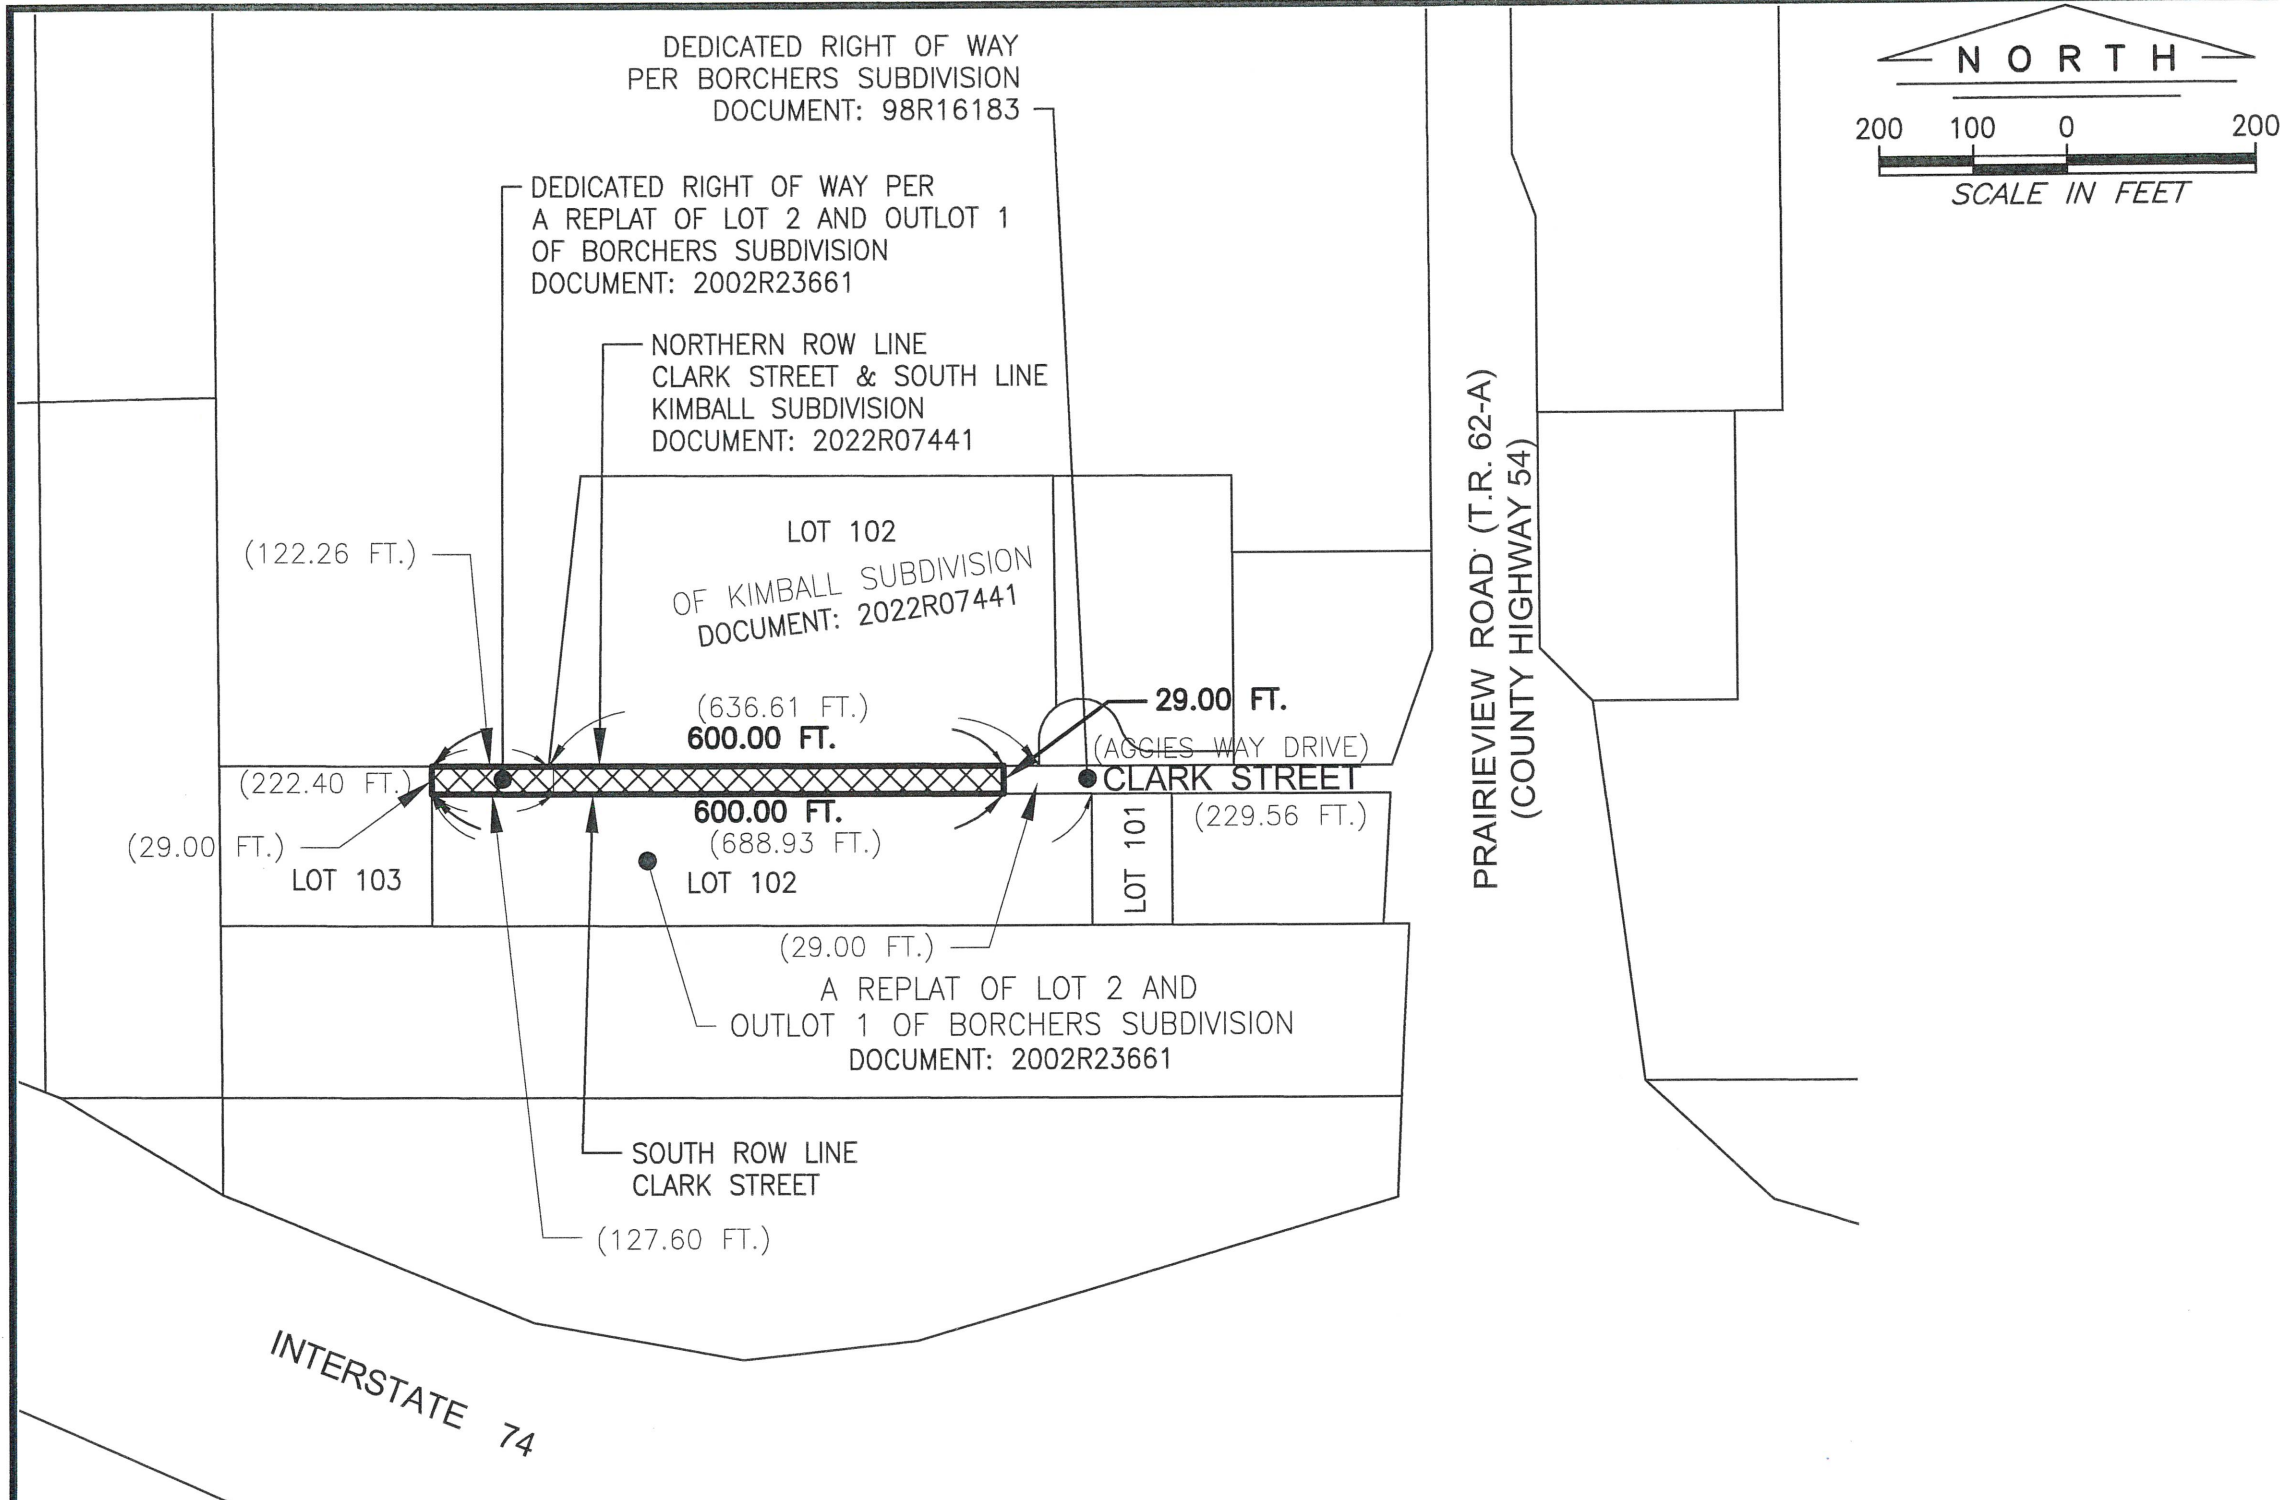 DEDICATED RIGHT OF WAY
PER BORCHERS SUBDIVISION
DOCUMENT: 98R16183
NORTH
200 100 0 200
SCALE IN FEET
DEDICATED RIGHT OF WAY PER
A REPLAT OF LOT 2 AND OUTLOT 1
OF BORCHERS SUBDIVISION
DOCUMENT: 2002R23661
NORTHERN ROW LINE
CLARK STREET & SOUTH LINE
KIMBALL SUBDIVISION
DOCUMENT: 2022R07441
PRAIRIEVIEW ROAD (T.R. 62-A)
(COUNTY HIGHWAY 54)
LOT 102
OF KIMBALL SUBDIVISION
DOCUMENT: 2022R07441
(122.26 FT.)
(636.61 FT.)
600.00 FT.
29.00 FT.
(AGGIES WAY DRIVE)
CLARK STREET
(222.40 FT.)
600.00 FT.
(688.93 FT.)
(229.56 FT.)
(29.00 FT.)
LOT 103
LOT 102
LOT 101
(29.00 FT.)
A REPLAT OF LOT 2 AND
OUTLOT 1 OF BORCHERS SUBDIVISION
DOCUMENT: 2002R23661
SOUTH ROW LINE
CLARK STREET
(127.60 FT.)
INTERSTATE 74